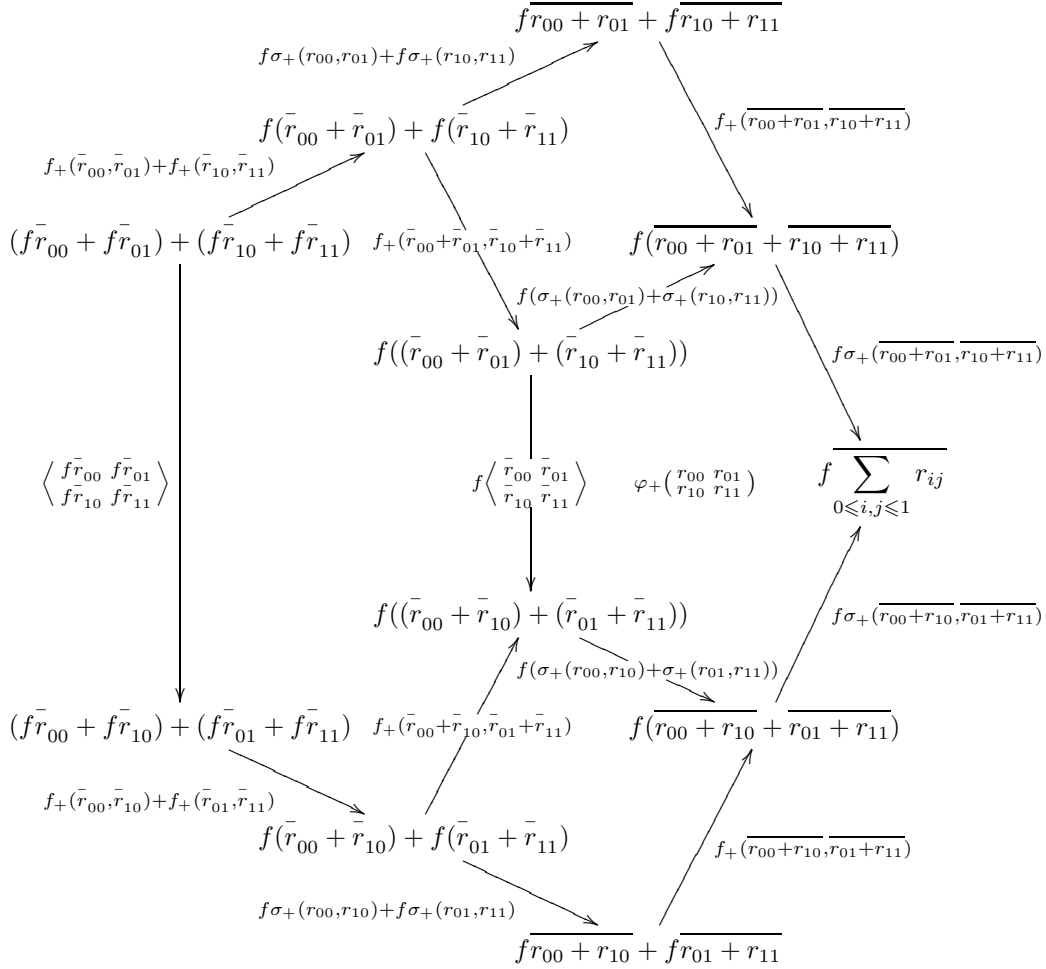 $f\overline{r_{00} + r_{01}} + f\overline{r_{10} + r_{11}}$
$f\sigma_+(r_{00},r_{01})+f\sigma_+(r_{10},r_{11})$
$f_+(\overline{r_{00}+r_{01}},\overline{r_{10}+r_{11}})$
$f(\bar{r}_{00} + \bar{r}_{01}) + f(\bar{r}_{10} + \bar{r}_{11})$
$f_+(\bar{r}_{00},\bar{r}_{01})+f_+(\bar{r}_{10},\bar{r}_{11})$
$(f\bar{r}_{00} + f\bar{r}_{01}) + (f\bar{r}_{10} + f\bar{r}_{11})$ $f_+(\bar{r}_{00}+\bar{r}_{01},\bar{r}_{10}+\bar{r}_{11})$ $f(\overline{r_{00} + r_{01}} + \overline{r_{10} + r_{11}})$
$f(\sigma_+(r_{00},r_{01})+\sigma_+(r_{10},r_{11}))$
$f((\bar{r}_{00} + \bar{r}_{01}) + (\bar{r}_{10} + \bar{r}_{11}))$ $f\sigma_+(\overline{r_{00}+r_{01}},\overline{r_{10}+r_{11}})$
$\left\langle \begin{smallmatrix} f\bar{r}_{00} & f\bar{r}_{01} \\ f\bar{r}_{10} & f\bar{r}_{11} \end{smallmatrix} \right\rangle$ $f\left\langle \begin{smallmatrix} \bar{r}_{00} & \bar{r}_{01} \\ \bar{r}_{10} & \bar{r}_{11} \end{smallmatrix} \right\rangle$ $\varphi_+\left( \begin{smallmatrix} r_{00} & r_{01} \\ r_{10} & r_{11} \end{smallmatrix} \right)$ $f\overline{\sum_{0\leqslant i,j\leqslant 1} r_{ij}}$
$f((\bar{r}_{00} + \bar{r}_{10}) + (\bar{r}_{01} + \bar{r}_{11}))$ $f\sigma_+(\overline{r_{00}+r_{10}},\overline{r_{01}+r_{11}})$
$f(\sigma_+(r_{00},r_{10})+\sigma_+(r_{01},r_{11}))$
$(f\bar{r}_{00} + f\bar{r}_{10}) + (f\bar{r}_{01} + f\bar{r}_{11})$ $f_+(\bar{r}_{00}+\bar{r}_{10},\bar{r}_{01}+\bar{r}_{11})$ $f(\overline{r_{00} + r_{10}} + \overline{r_{01} + r_{11}})$
$f_+(\bar{r}_{00},\bar{r}_{10})+f_+(\bar{r}_{01},\bar{r}_{11})$
$f(\bar{r}_{00} + \bar{r}_{10}) + f(\bar{r}_{01} + \bar{r}_{11})$ $f_+(\overline{r_{00}+r_{10}},\overline{r_{01}+r_{11}})$
$f\sigma_+(r_{00},r_{10})+f\sigma_+(r_{01},r_{11})$
$f\overline{r_{00} + r_{10}} + f\overline{r_{01} + r_{11}}$